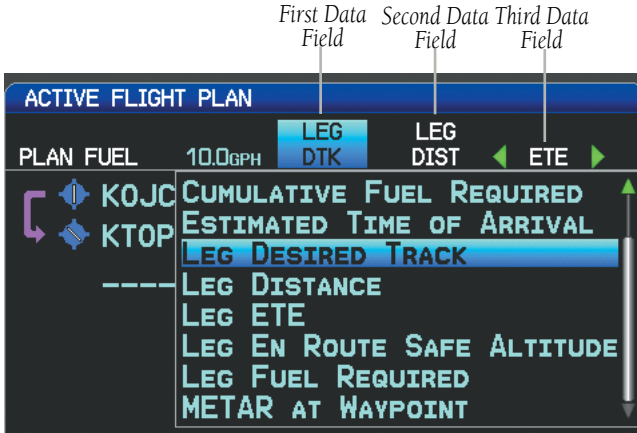 First Data Field
Second Data Field
Third Data Field
ACTIVE FLIGHT PLAN
PLAN FUEL 10.0GPH LEG DTK LEG DIST ETE
KOJC
KTOP
----
CUMULATIVE FUEL REQUIRED
ESTIMATED TIME OF ARRIVAL
LEG DESIRED TRACK
LEG DISTANCE
LEG ETE
LEG EN ROUTE SAFE ALTITUDE
LEG FUEL REQUIRED
METAR AT WAYPOINT